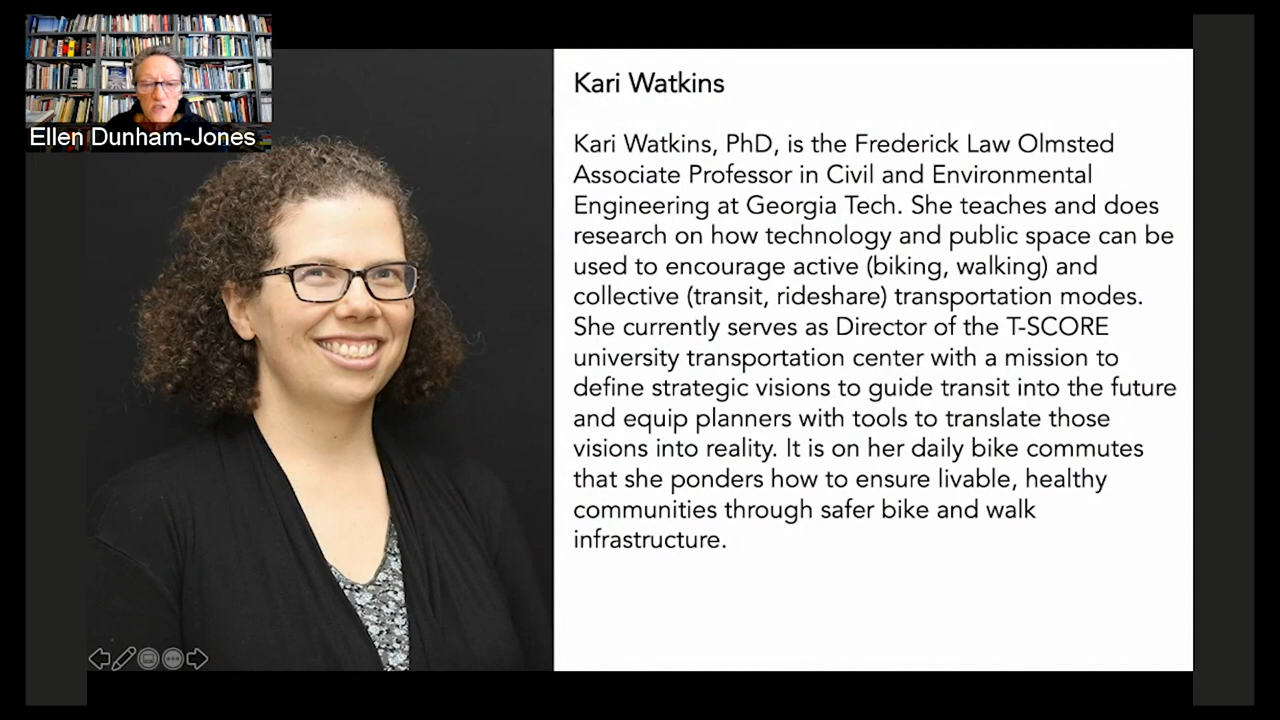 Ellen Dunham-Jones
Kari Watkins
Kari Watkins, PhD, is the Frederick Law Olmsted
Associate Professor in Civil and Environmental
Engineering at Georgia Tech. She teaches and does
research on how technology and public space can be
used to encourage active (biking, walking) and
collective (transit, rideshare) transportation modes.
She currently serves as Director of the T-SCORE
university transportation center with a mission to
define strategic visions to guide transit into the future
and equip planners with tools to translate those
visions into reality. It is on her daily bike commutes
that she ponders how to ensure livable, healthy
communities through safer bike and walk
infrastructure.